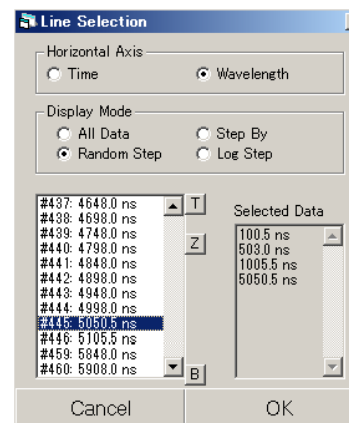 Line Selection
Horizontal Axis
Time
Wavelength
Display Mode
All Data
Step By
Random Step
Log Step
#437: 4648.0 ns
#438: 4698.0 ns
#439: 4748.0 ns
#440: 4798.0 ns
#441: 4848.0 ns
#442: 4898.0 ns
#443: 4948.0 ns
#444: 4998.0 ns
#445: 5050.5 ns
#446: 5105.5 ns
#459: 5848.0 ns
#460: 5908.0 ns
T
Z
B
Selected Data
100.5 ns
503.0 ns
1005.5 ns
5050.5 ns
Cancel
OK